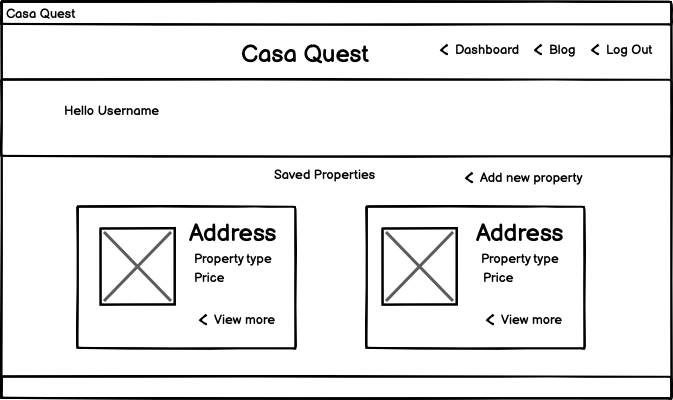 Casa Quest
Casa Quest
< Dashboard < Blog < Log Out
Hello Username
Saved Properties
< Add new property
Address
Property type
Price
< View more
Address
Property type
Price
< View more